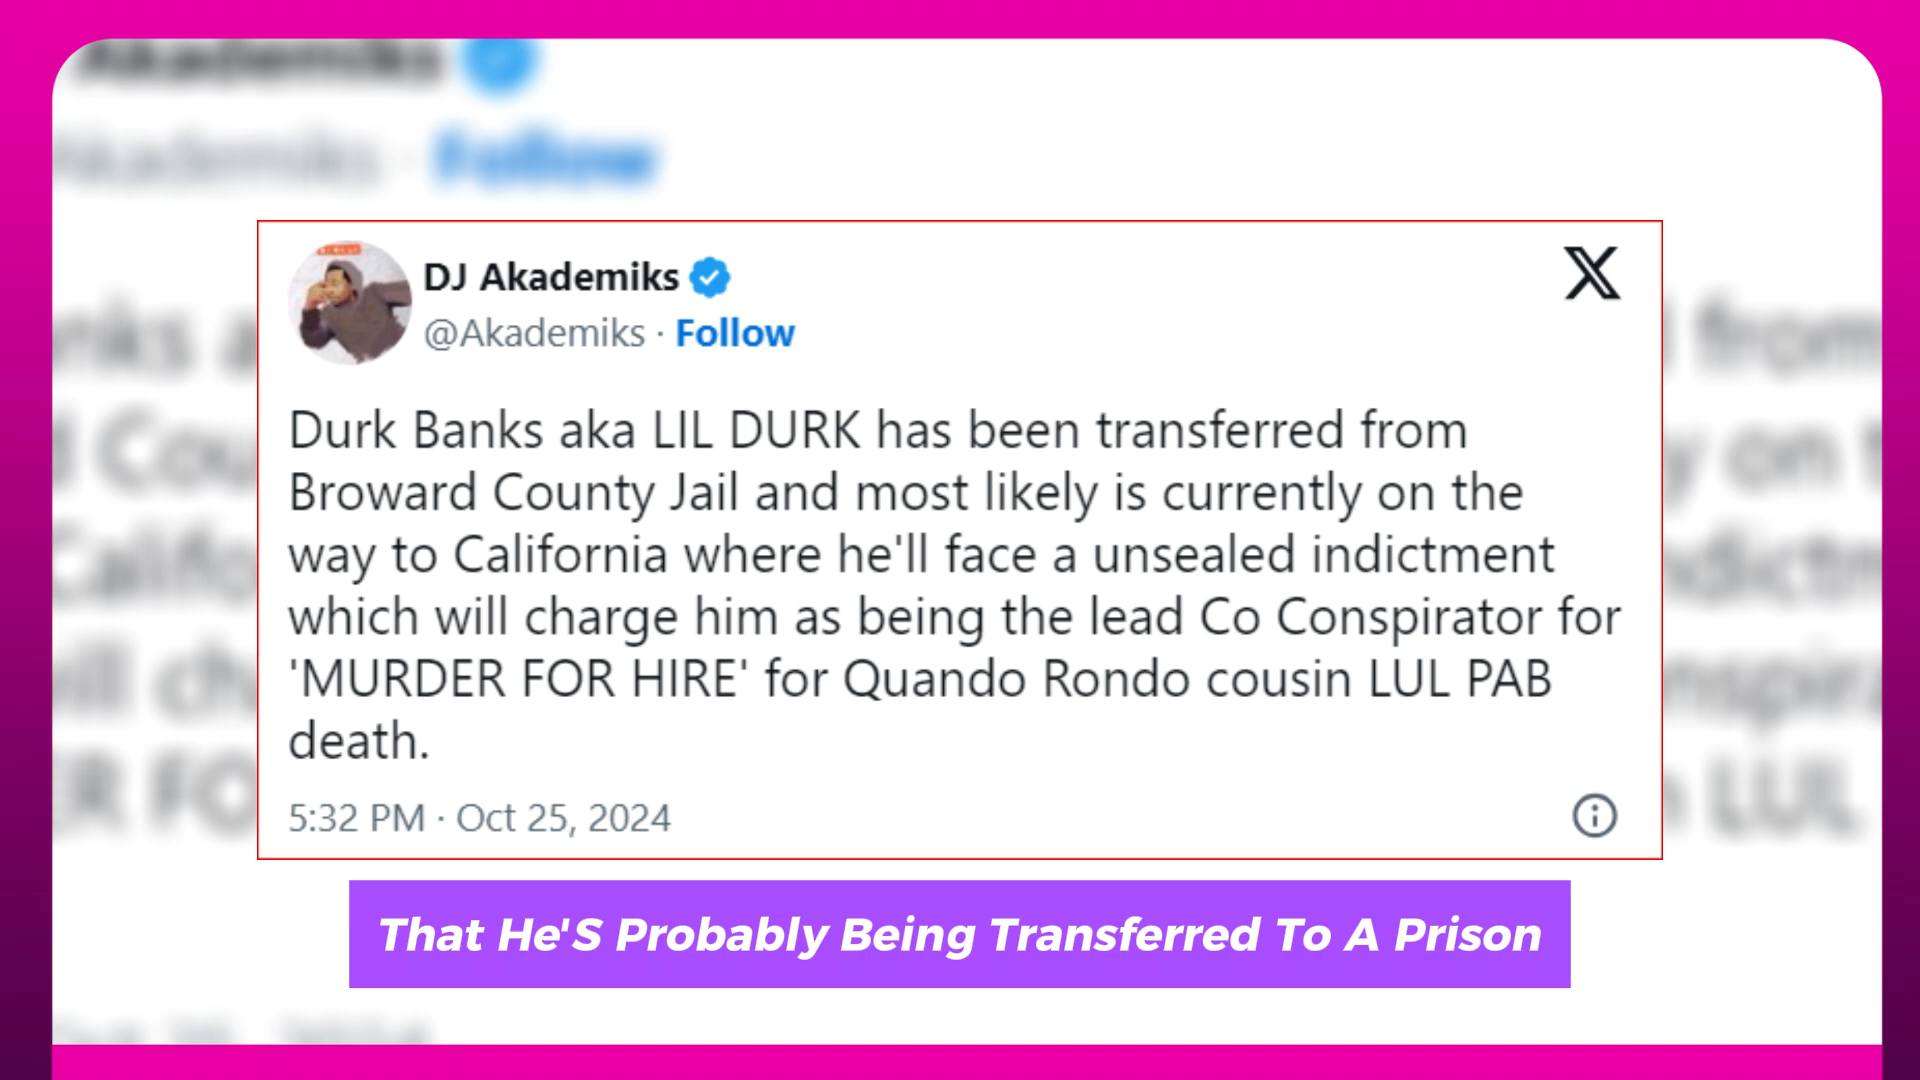 Akademiks
Akademiks · Follow
DJ Akademiks
@Akademiks · Follow
Durk Banks aka LIL DURK has been transferred from
Broward County Jail and most likely is currently on the
way to California where he'll face a unsealed indictment
which will charge him as being the lead Co Conspirator for
'MURDER FOR HIRE' for Quando Rondo cousin LUL PAB
death.
5:32 PM · Oct 25, 2024
That He'S Probably Being Transferred To A Prison